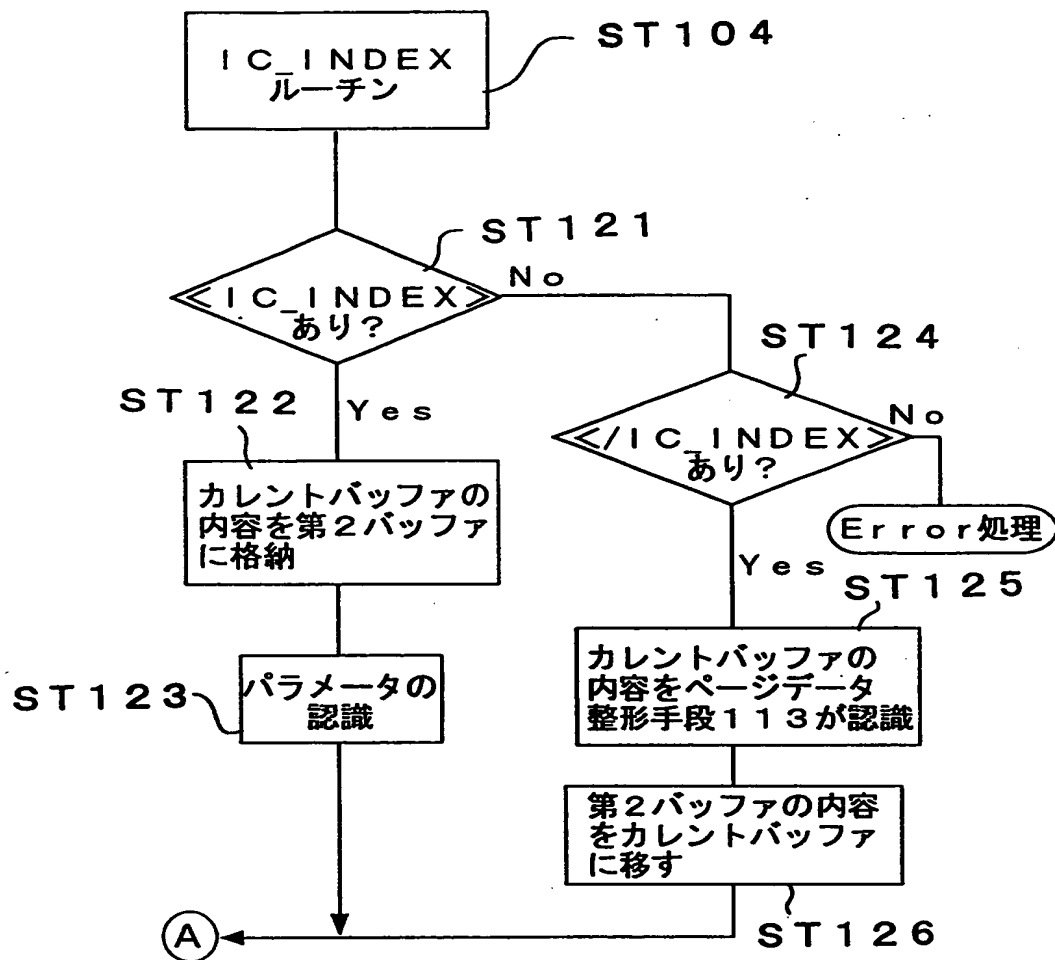 ＳＴ１０４
ＩＣ_ＩＮＤＥＸ
ルーチン
ＳＴ１２１
≪ＩＣ_ＩＮＤＥＸ≫
あり？
Ｎｏ
ＳＴ１２４
ＳＴ１２２
Ｙｅｓ
≪/ＩＣ_ＩＮＤＥＸ≫
あり？
Ｎｏ
カレントバッファの
内容を第２バッファ
に格納
Ｅｒｒｏｒ処理
Ｙｅｓ
ＳＴ１２５
ＳＴ１２３
パラメータの
認識
カレントバッファの
内容をページデータ
整形手段１１３が認識
第２バッファの内容
をカレントバッファ
に移す
Ａ
ＳＴ１２６